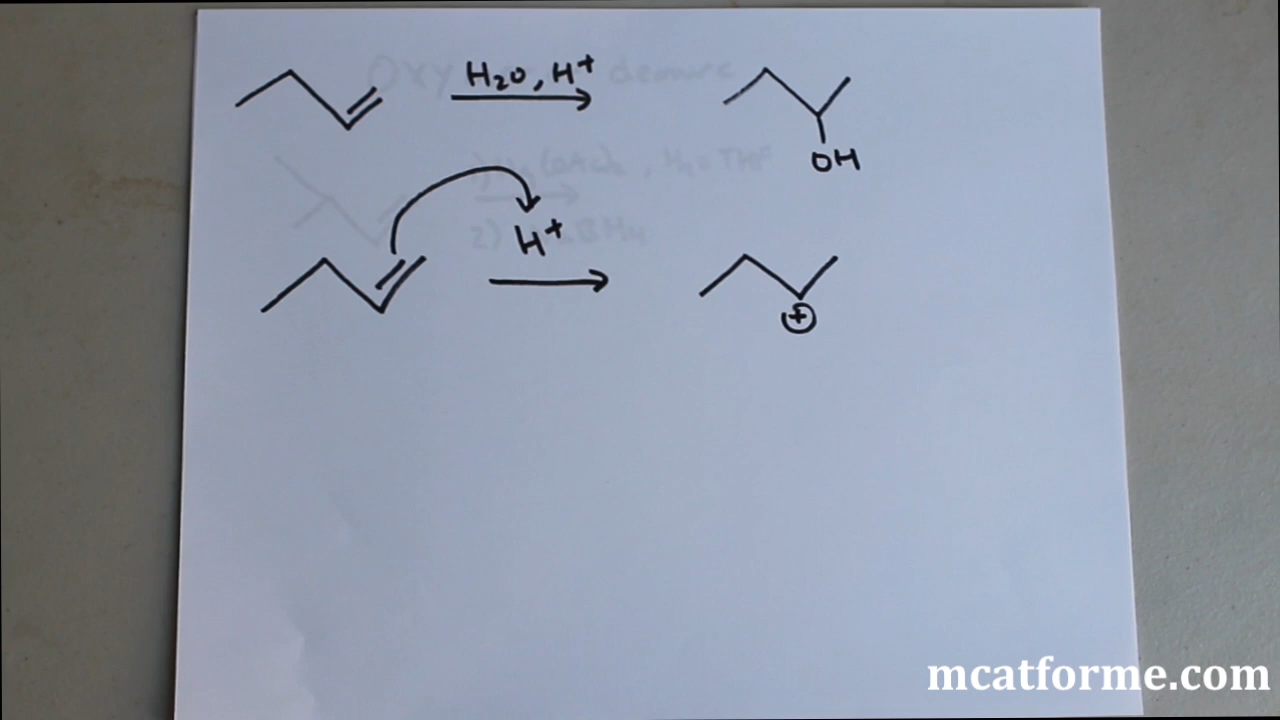 H₂O, H⁺
OH
H⁺
+
mcatforme.com